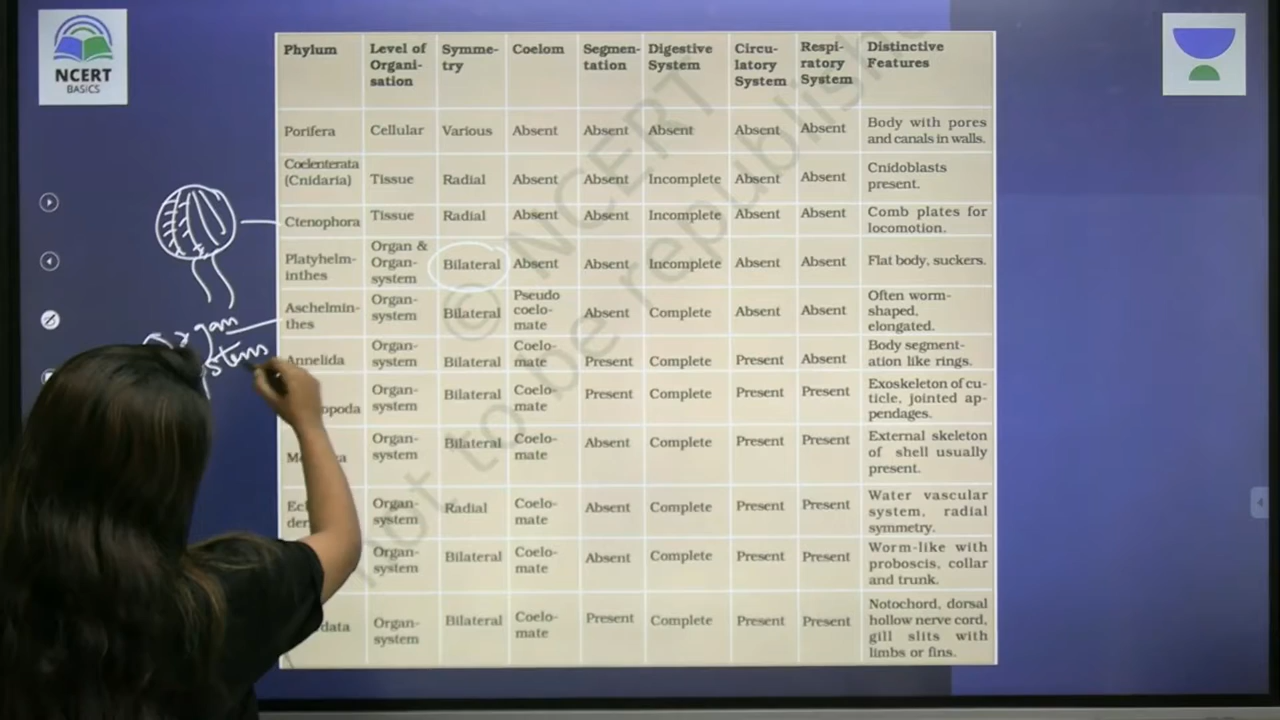 NCERT
BASICS
Phylum
Level of
Organi-
sation
Symme-
try
Coelom
Segmen-
tation
Digestive
System
Circu-
latory
System
Respi-
ratory
System
Distinctive
Features
Porifera
Cellular
Various
Absent
Absent
Absent
Absent
Absent
Body with pores
and canals in walls.
Coelenterata
(Cnidaria)
Tissue
Radial
Absent
Absent
Incomplete
Absent
Absent
Cnidoblasts
present.
Ctenophora
Tissue
Radial
Absent
Absent
Incomplete
Absent
Absent
Comb plates for
locomotion.
Platyhelm-
inthes
Organ &
Organ-
system
Bilateral
Absent
Absent
Incomplete
Absent
Absent
Flat body, suckers.
Aschelmin-
thes
Organ-
system
Bilateral
Pseudo
coelo-
mate
Absent
Complete
Absent
Absent
Often worm-
shaped,
elongated.
Annelida
Organ-
system
Bilateral
Coelo-
mate
Present
Complete
Present
Absent
Body segment-
ation like rings.
opoda
Organ-
system
Bilateral
Coelo-
mate
Present
Complete
Present
Present
Exoskeleton of cu-
ticle, jointed ap-
pendages.
Organ-
system
Bilateral
Coelo-
mate
Absent
Complete
Present
Present
External skeleton
of shell usually
present.
Organ-
system
Radial
Coelo-
mate
Absent
Complete
Present
Present
Water vascular
system, radial
symmetry.
Organ-
system
Bilateral
Coelo-
mate
Absent
Complete
Present
Present
Worm-like with
proboscis, collar
and trunk.
data
Organ-
system
Bilateral
Coelo-
mate
Present
Complete
Present
Present
Notochord, dorsal
hollow nerve cord,
gill slits with
limbs or fins.
Organ
© NCERT
not to be republished